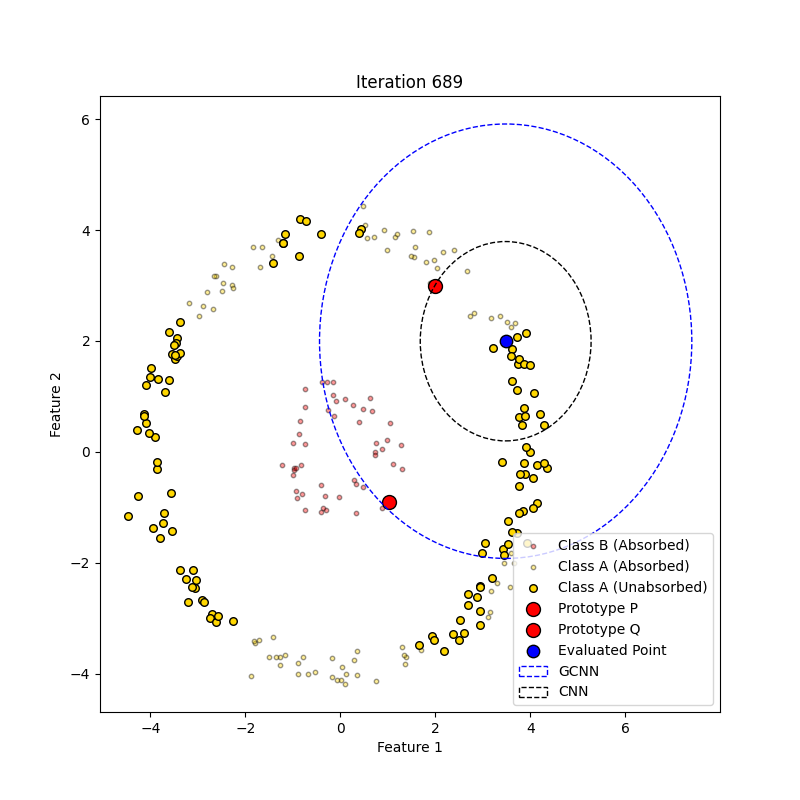 Iteration 689
6
4
2
0
−2
−4
Feature 2
−4
−2
0
2
4
6
Feature 1
Class B (Absorbed)
Class A (Absorbed)
Class A (Unabsorbed)
Prototype P
Prototype Q
Evaluated Point
GCNN
CNN